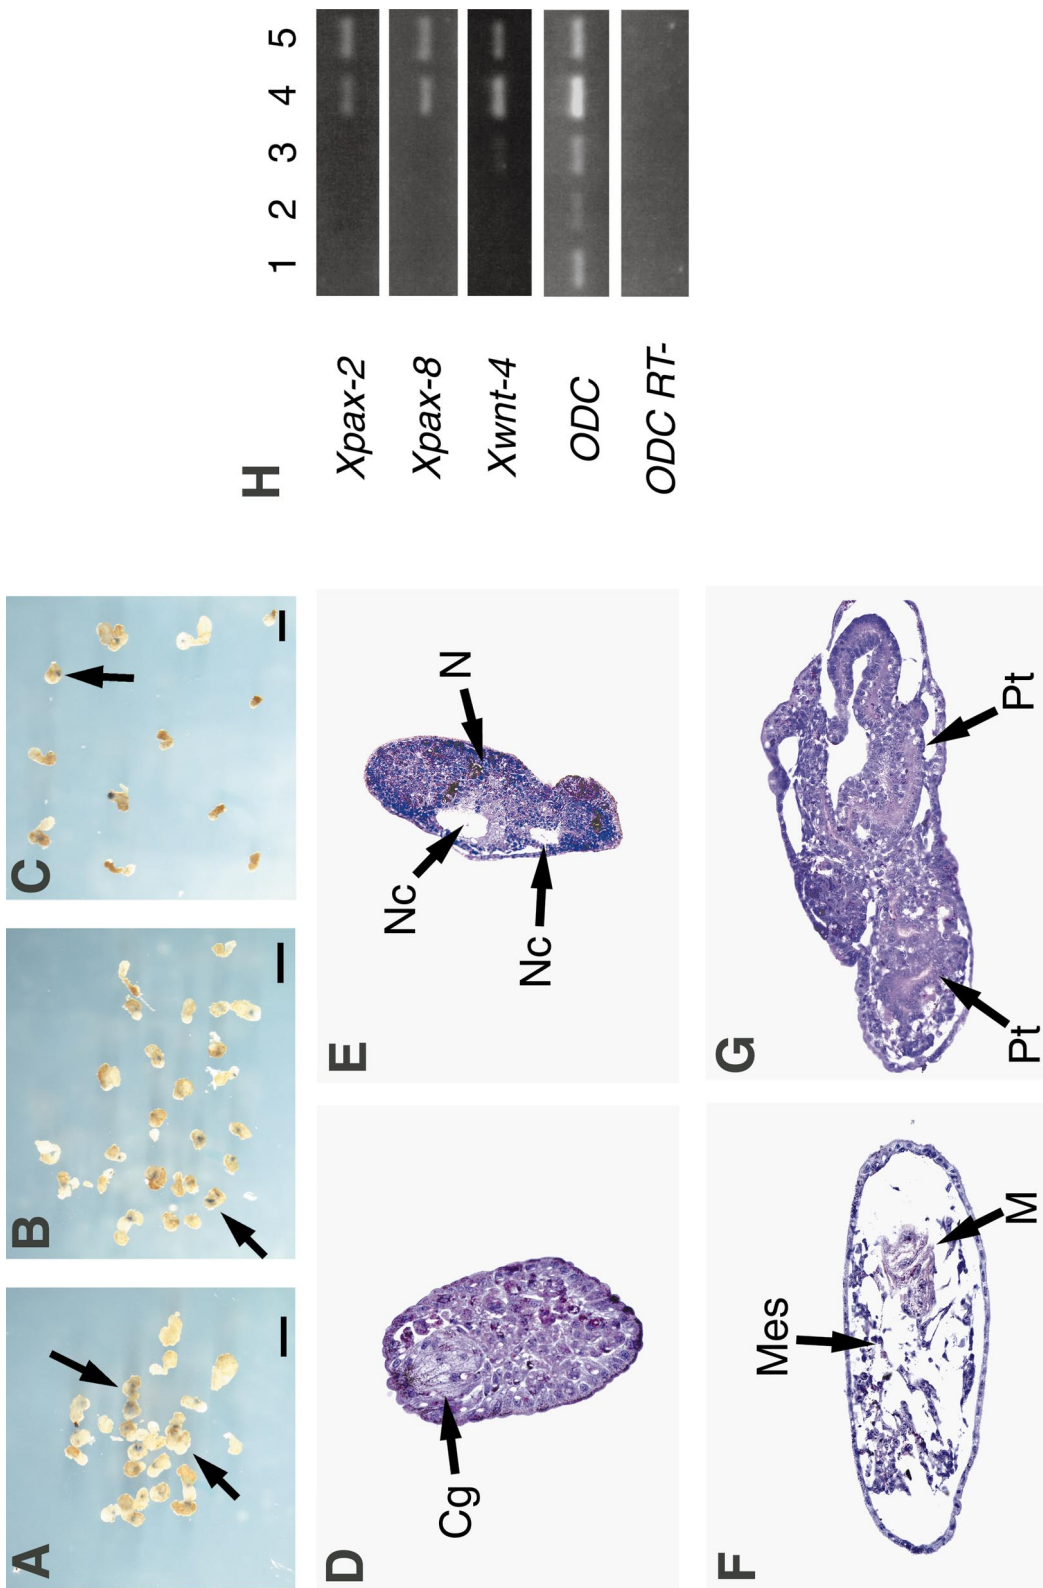 A
B
C
D
Cg
E
Nc
Nc
N
F
Mes
M
G
Pt
Pt
H
1 2 3 4 5
Xpax-2
Xpax-8
Xwnt-4
ODC
ODC RT-